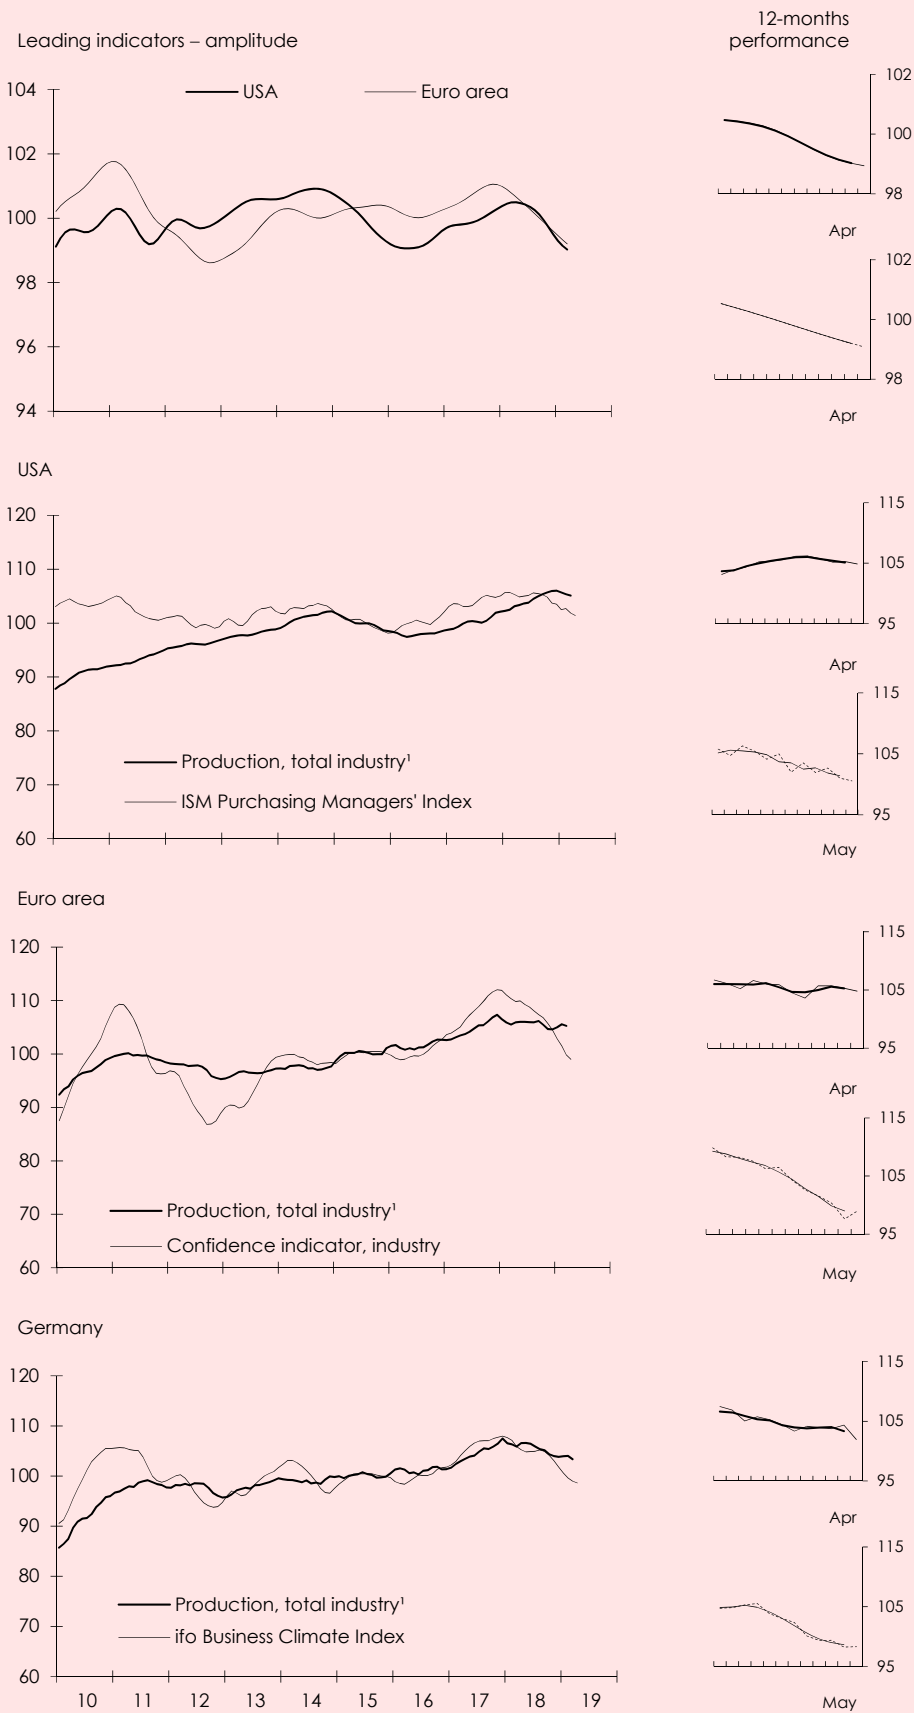 12-months
performance
Leading indicators – amplitude
USA
Euro area
104
102
100
98
96
94
102
100
98
Apr
102
100
98
Apr
USA
120
110
100
90
80
70
60
Production, total industry¹
ISM Purchasing Managers' Index
115
105
95
Apr
115
105
95
May
Euro area
120
110
100
90
80
70
60
Production, total industry¹
Confidence indicator, industry
115
105
95
Apr
115
105
95
May
Germany
120
110
100
90
80
70
60
Production, total industry¹
ifo Business Climate Index
10 11 12 13 14 15 16 17 18 19
115
105
95
Apr
115
105
95
May